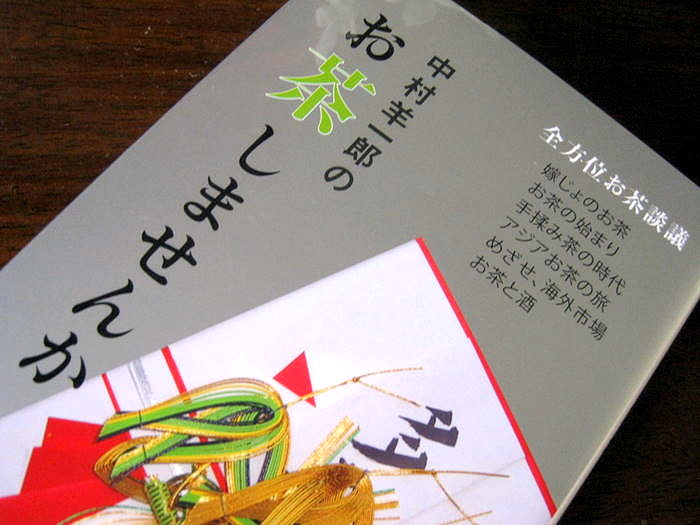 中村羊一郎の
お茶しませんか
全方位お茶談議
嫁じょのお茶
お茶の始まり
手揉み茶の時代
アジアお茶の旅
めざせ、海外市場
お茶と酒